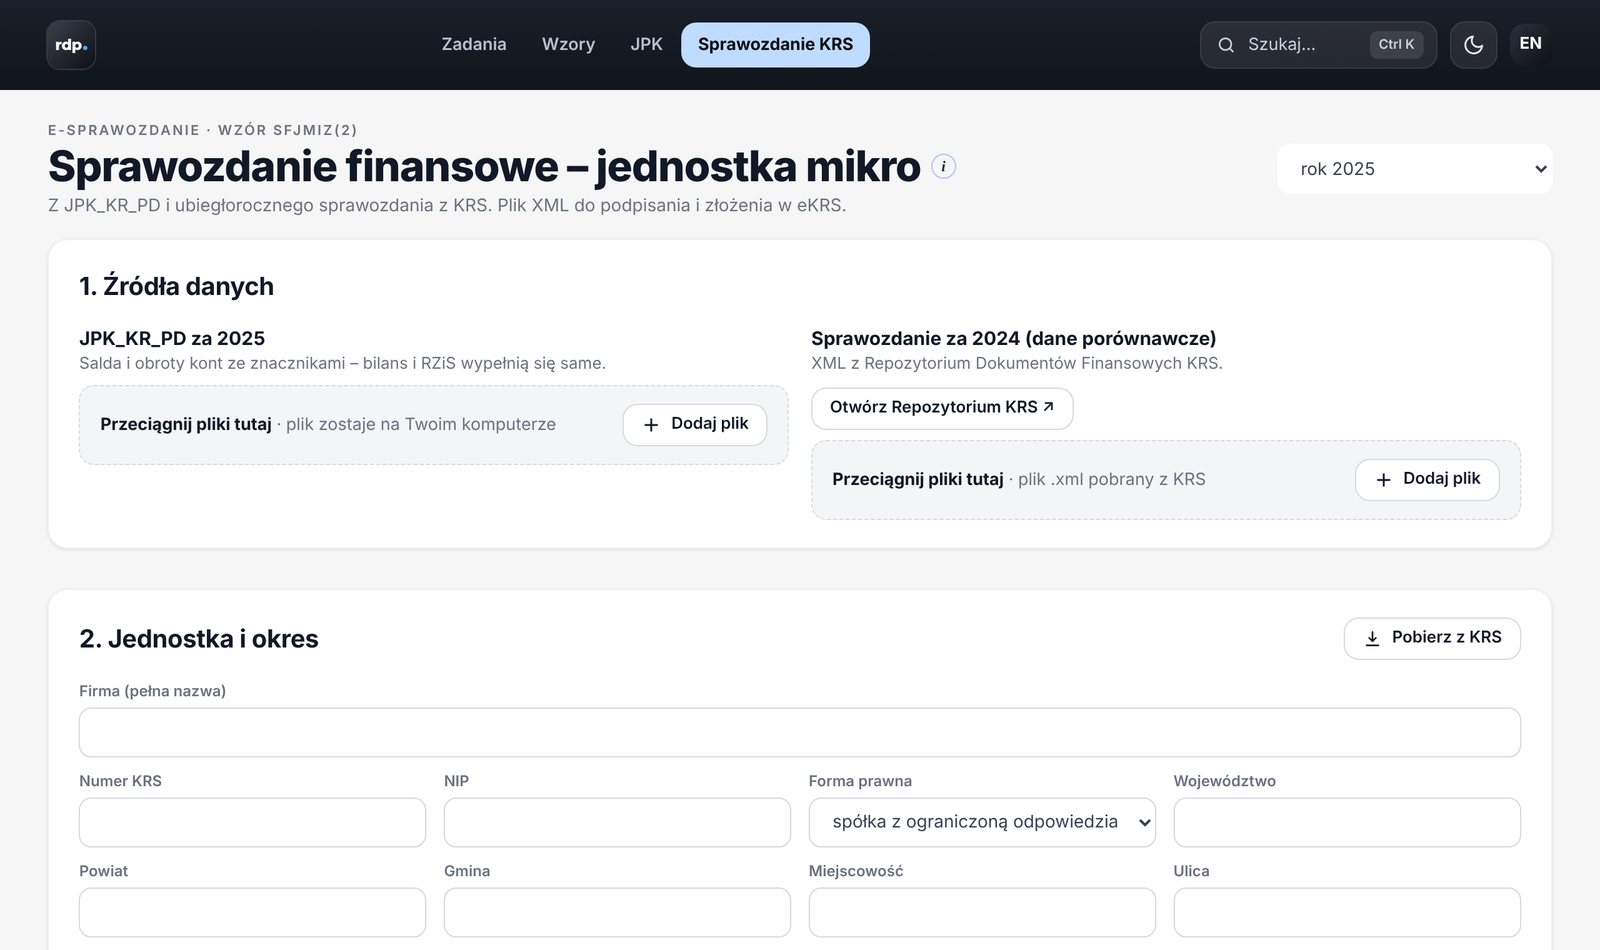 rdp.
Zadania
Wzory
JPK
Sprawozdanie KRS
Szukaj...
Ctrl K
EN
E-SPRAWOZDANIE · WZÓR SFJMIZ(2)
Sprawozdanie finansowe – jednostka mikro
i
Z JPK_KR_PD i ubiegłorocznego sprawozdania z KRS. Plik XML do podpisania i złożenia w eKRS.
rok 2025
1. Źródła danych
JPK_KR_PD za 2025
Salda i obroty kont ze znacznikami – bilans i RZiS wypełnią się same.
Przeciągnij pliki tutaj · plik zostaje na Twoim komputerze
+ Dodaj plik
Sprawozdanie za 2024 (dane porównawcze)
XML z Repozytorium Dokumentów Finansowych KRS.
Otwórz Repozytorium KRS ↗
Przeciągnij pliki tutaj · plik .xml pobrany z KRS
+ Dodaj plik
2. Jednostka i okres
Pobierz z KRS
Firma (pełna nazwa)
Numer KRS
NIP
Forma prawna
Województwo
spółka z ograniczoną odpowiedzia
Powiat
Gmina
Miejscowość
Ulica